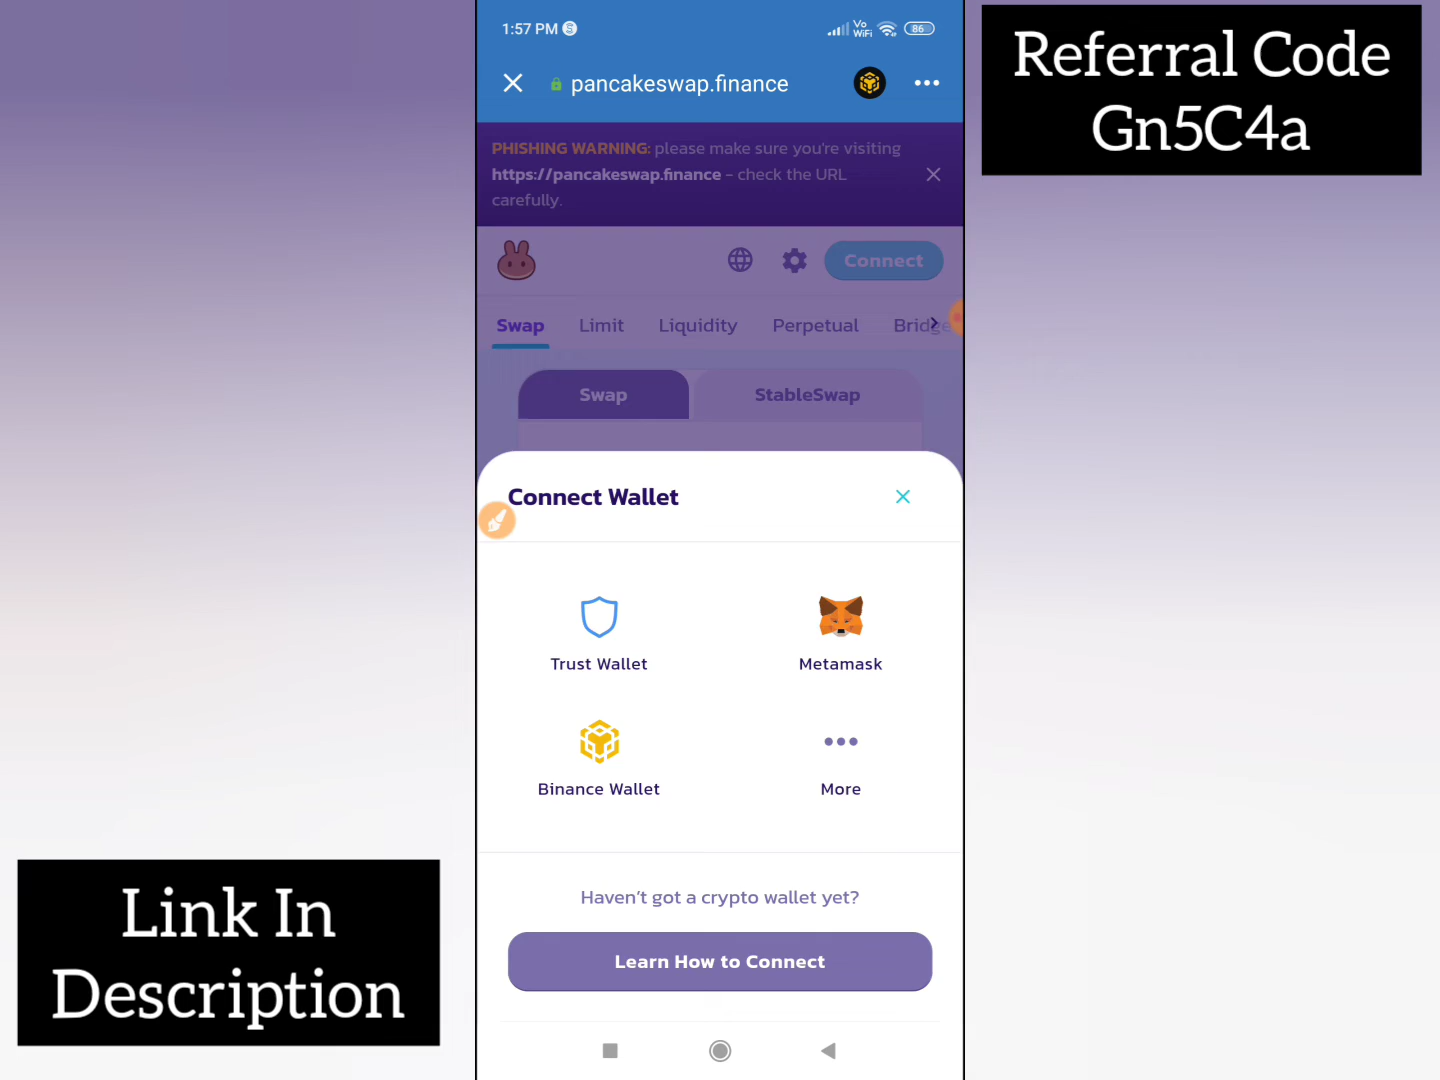 1:57 PM
Vo
WiFi
86
pancakeswap.finance
Referral Code
Gn5C4a
PHISHING WARNING: please make sure you're visiting
https://pancakeswap.finance - check the URL
carefully.
Connect
Swap Limit Liquidity Perpetual Bridge
Swap StableSwap
Connect Wallet
Trust Wallet Metamask
Binance Wallet More
Haven't got a crypto wallet yet?
Learn How to Connect
Link In
Description